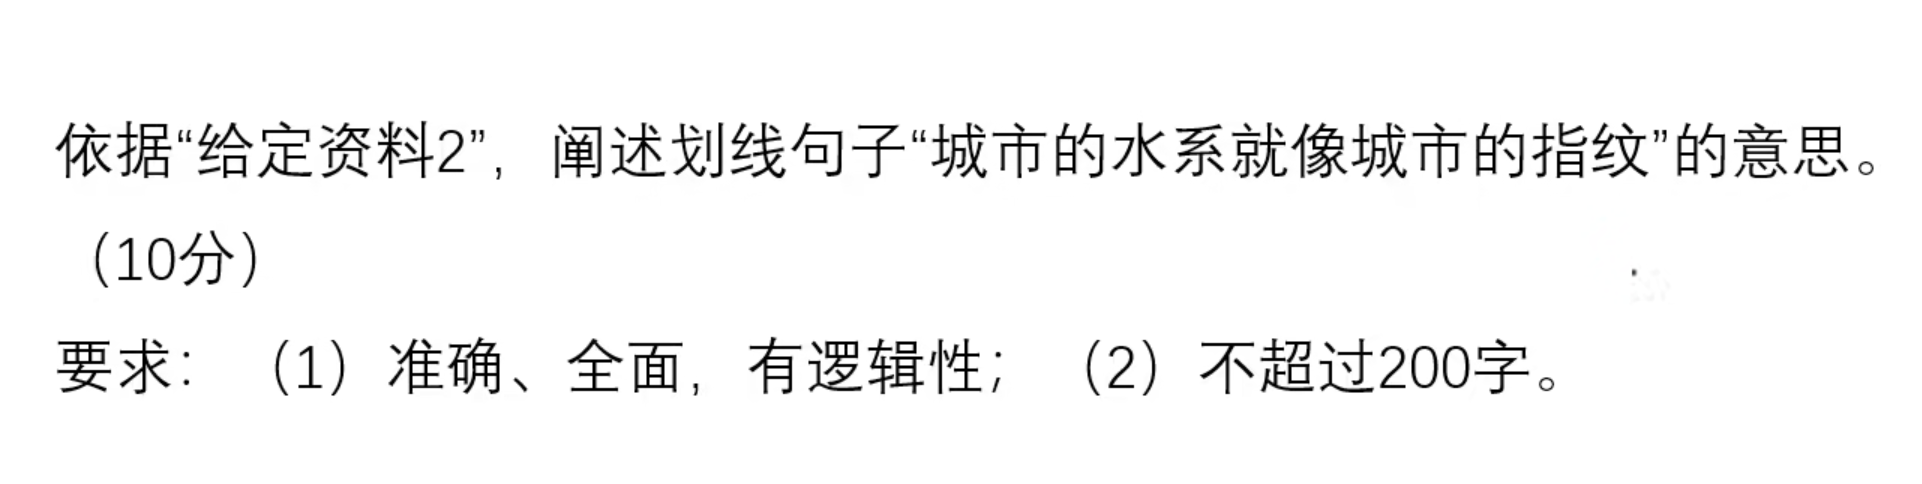 依据“给定资料2”，阐述划线句子“城市的水系就像城市的指纹”的意思。
（10分）
要求：（1）准确、全面，有逻辑性；（2）不超过200字。